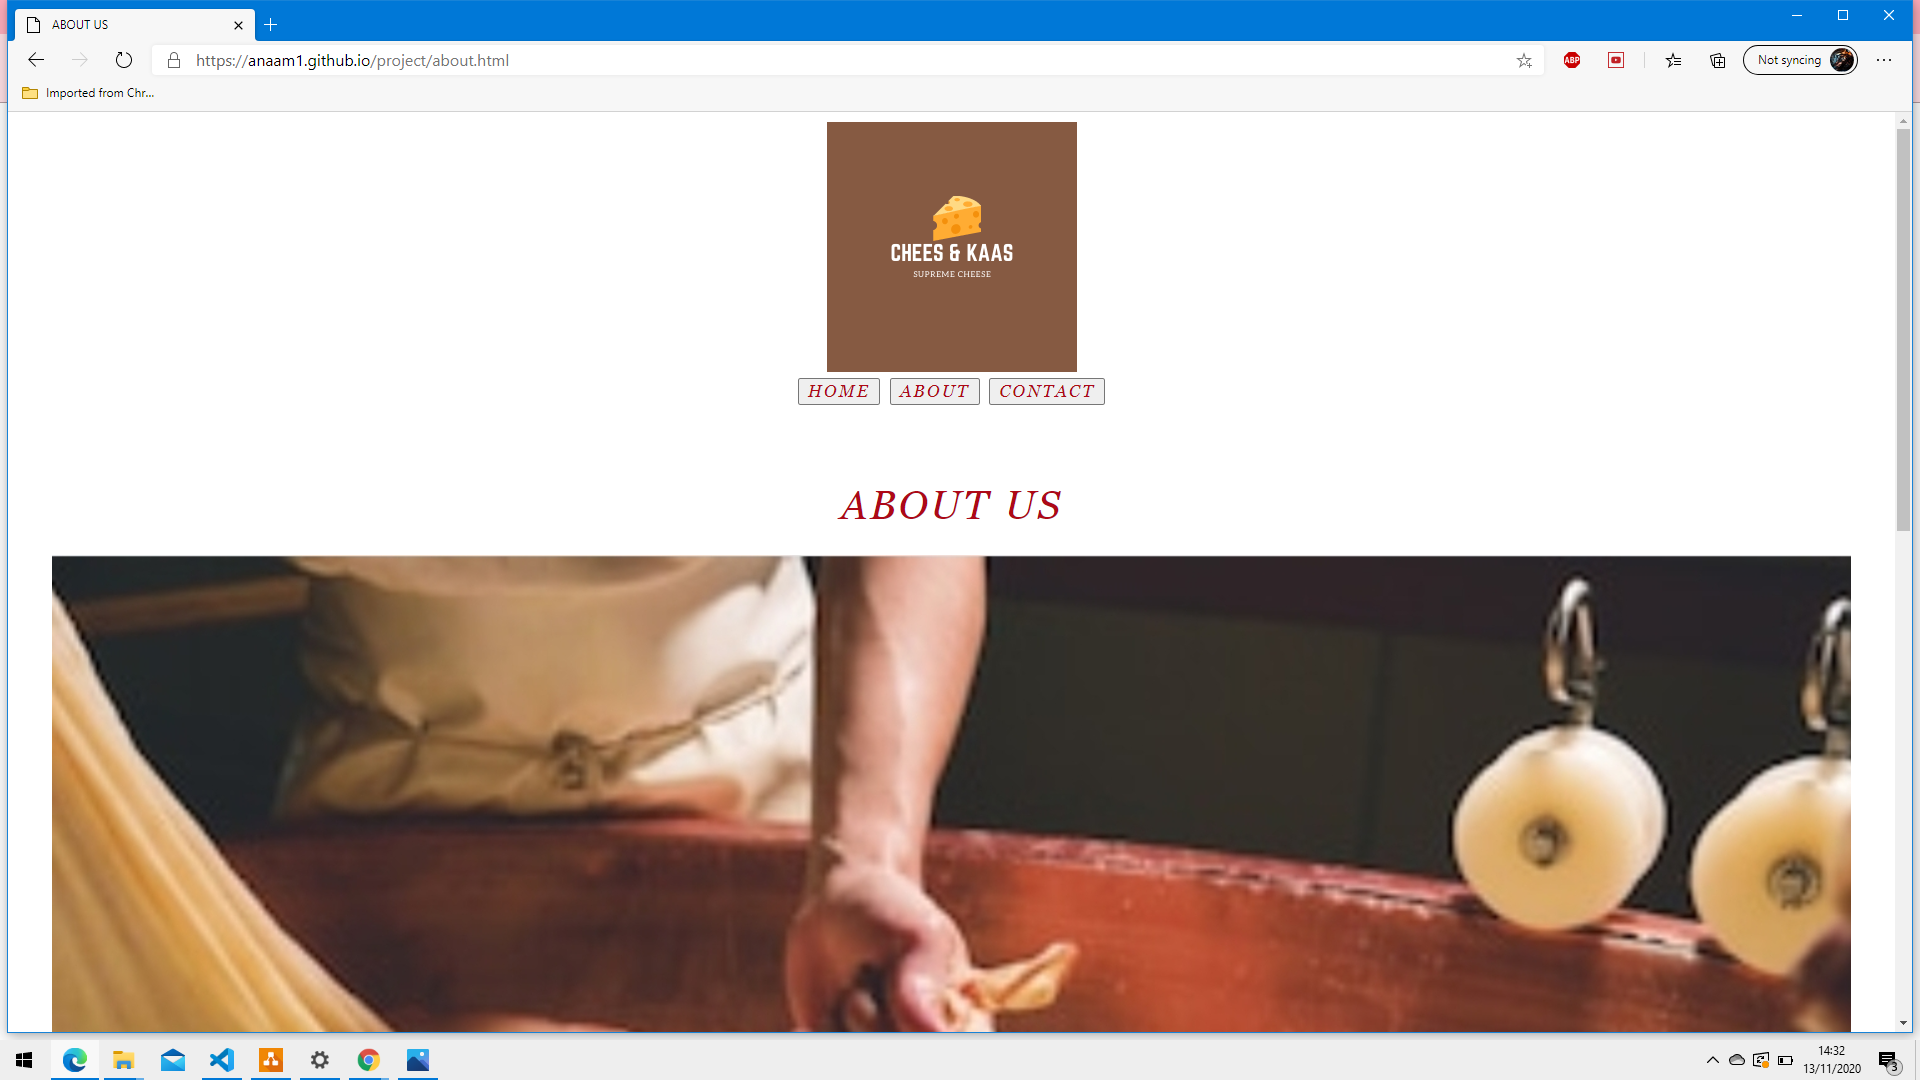 ABOUT US
https://anaam1.github.io/project/about.html
ABP
Not syncing
Imported from Chr...
CHEES & KAAS
SUPREME CHEESE
HOME ABOUT CONTACT
ABOUT US
14:32
13/11/2020
3